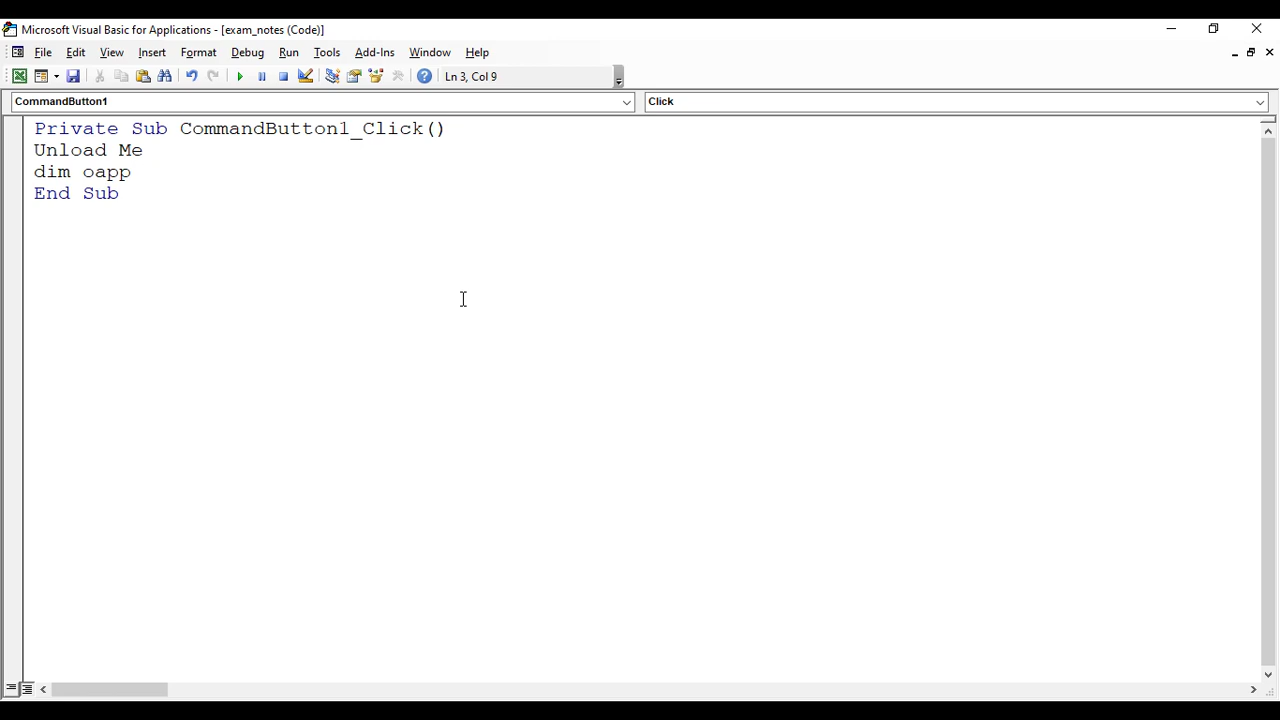 Microsoft Visual Basic for Applications - [exam_notes (Code)]
File Edit View Insert Format Debug Run Tools Add-Ins Window Help
Ln 3, Col 9
CommandButton1 Click
Private Sub CommandButton1_Click()
Unload Me
dim oapp
End Sub